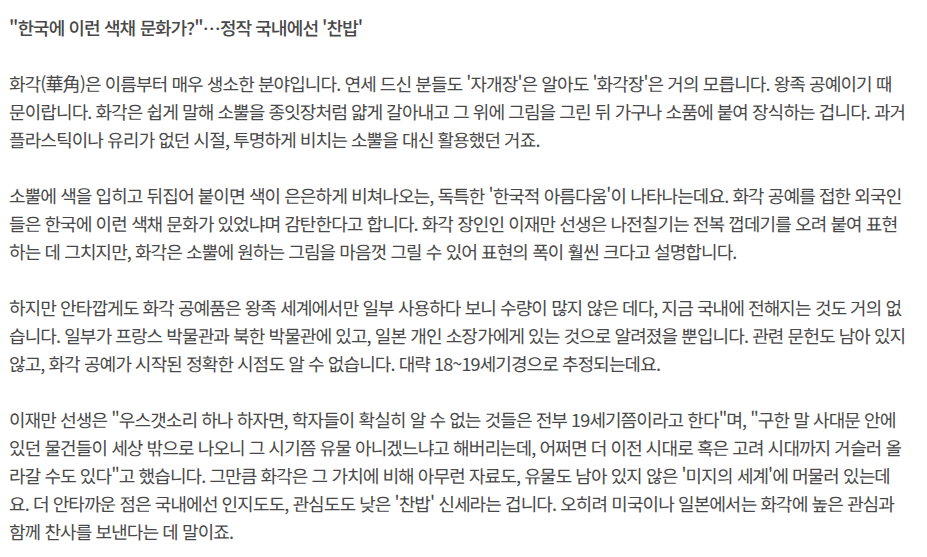 "한국에 이런 색채 문화가?"…정작 국내에선 '찬밥'
화각(華角)은 이름부터 매우 생소한 분야입니다. 연세 드신 분들도 '자개장'은 알아도 '화각장'은 거의 모릅니다. 왕족 공예이기 때
문이랍니다. 화각은 쉽게 말해 소뿔을 종잇장처럼 얇게 갈아내고 그 위에 그림을 그린 뒤 가구나 소품에 붙여 장식하는 겁니다. 과거
플라스틱이나 유리가 없던 시절, 투명하게 비치는 소뿔을 대신 활용했던 거죠.
소뿔에 색을 입히고 뒤집어 붙이면 색이 은은하게 비쳐나오는, 독특한 '한국적 아름다움'이 나타나는데요. 화각 공예를 접한 외국인
들은 한국에 이런 색채 문화가 있었냐며 감탄한다고 합니다. 화각 장인인 이재만 선생은 나전칠기는 전복 껍데기를 오려 붙여 표현
하는 데 그치지만, 화각은 소뿔에 원하는 그림을 마음껏 그릴 수 있어 표현의 폭이 훨씬 크다고 설명합니다.
하지만 안타깝게도 화각 공예품은 왕족 세계에서만 일부 사용하다 보니 수량이 많지 않은 데다, 지금 국내에 전해지는 것도 거의 없
습니다. 일부가 프랑스 박물관과 북한 박물관에 있고, 일본 개인 소장가에게 있는 것으로 알려졌을 뿐입니다. 관련 문헌도 남아 있지
않고, 화각 공예가 시작된 정확한 시점도 알 수 없습니다. 대략 18~19세기경으로 추정되는데요.
이재만 선생은 "우스갯소리 하나 하자면, 학자들이 확실히 알 수 없는 것들은 전부 19세기쯤이라고 한다"며, "구한 말 사대문 안에
있던 물건들이 세상 밖으로 나오니 그 시기쯤 유물 아니겠느냐고 해버리는데, 어쩌면 더 이전 시대로 혹은 고려 시대까지 거슬러 올
라갈 수도 있다"고 했습니다. 그만큼 화각은 그 가치에 비해 아무런 자료도, 유물도 남아 있지 않은 '미지의 세계'에 머물러 있는데
요. 더 안타까운 점은 국내에선 인지도도, 관심도도 낮은 '찬밥' 신세라는 겁니다. 오히려 미국이나 일본에서는 화각에 높은 관심과
함께 찬사를 보낸다는 데 말이죠.